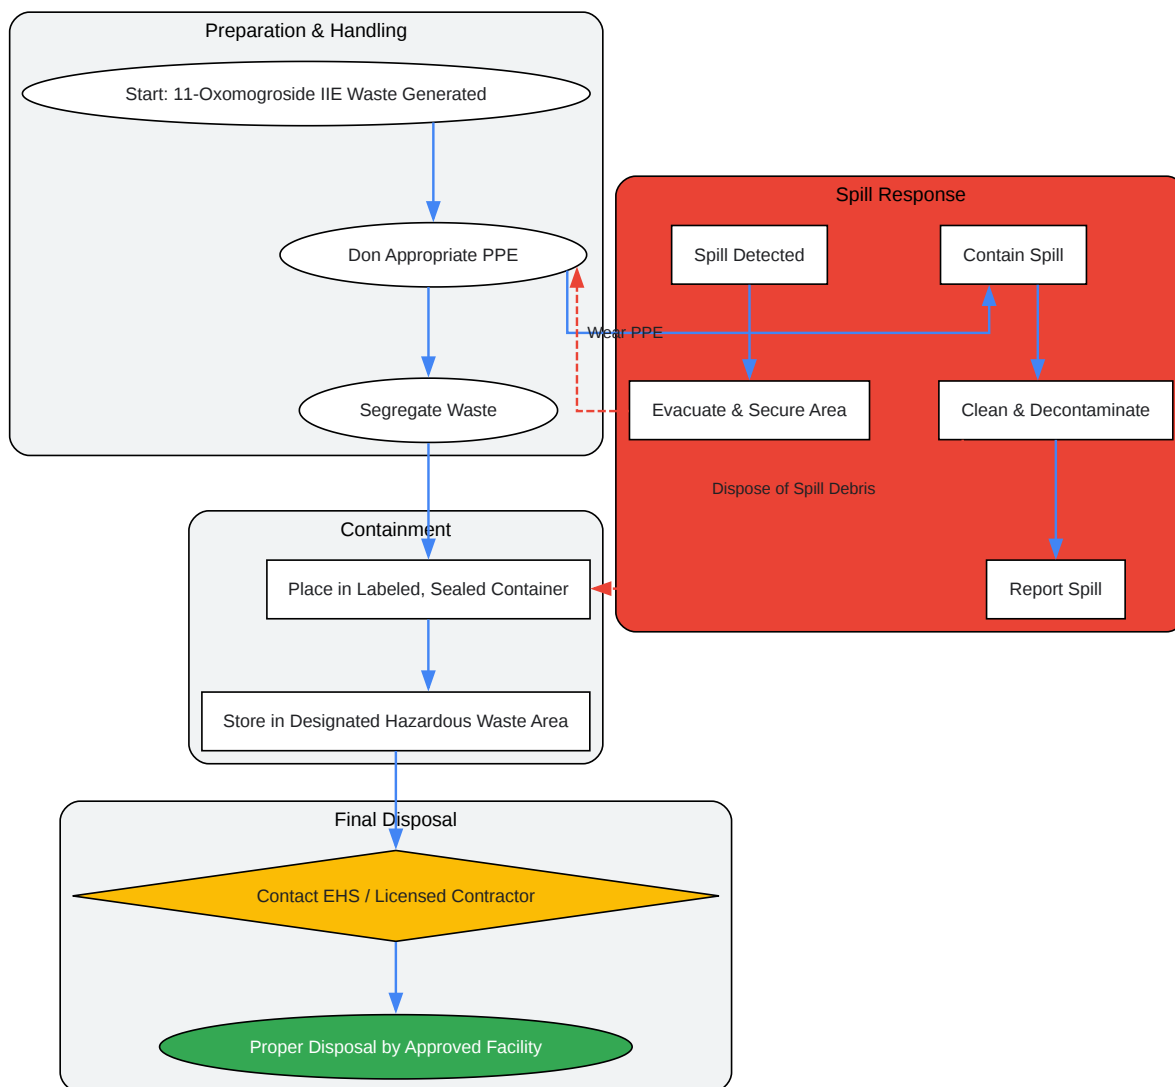 Preparation & Handling
Start: 11-Oxomogroside IIE Waste Generated
Don Appropriate PPE
Segregate Waste
Spill Response
Spill Detected
Contain Spill
Wear PPE
Evacuate & Secure Area
Clean & Decontaminate
Dispose of Spill Debris
Report Spill
Containment
Place in Labeled, Sealed Container
Store in Designated Hazardous Waste Area
Final Disposal
Contact EHS / Licensed Contractor
Proper Disposal by Approved Facility